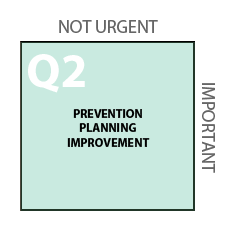 NOT URGENT
Q2
PREVENTION
PLANNING
IMPROVEMENT
IMPORTANT